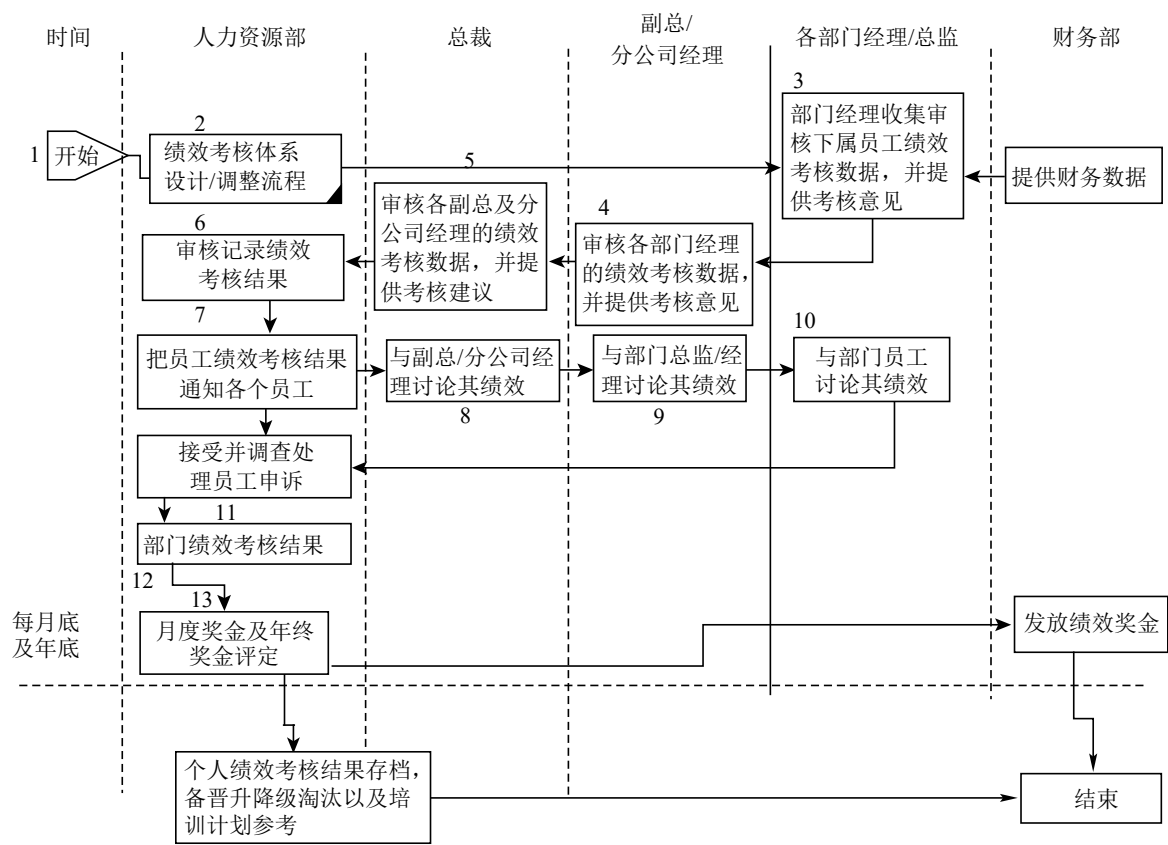 时间
人力资源部
总裁
副总/
分公司经理
各部门经理/总监
财务部
1
开始
2
绩效考核体系
设计/调整流程
3
部门经理收集审
核下属员工绩效
考核数据，并提
供考核意见
提供财务数据
4
审核各部门经理
的绩效考核数据，
并提供考核意见
5
审核各副总及分
公司经理的绩效
考核数据，并提
供考核建议
6
审核记录绩效
考核结果
7
把员工绩效考核结果
通知各个员工
与副总/分公司经
理讨论其绩效
8
与部门总监/经
理讨论其绩效
9
10
与部门员工
讨论其绩效
接受并调查处
理员工申诉
11
部门绩效考核结果
12
13
每月底
及年底
月度奖金及年终
奖金评定
发放绩效奖金
个人绩效考核结果存档，
备晋升降级淘汰以及培
训计划参考
结束